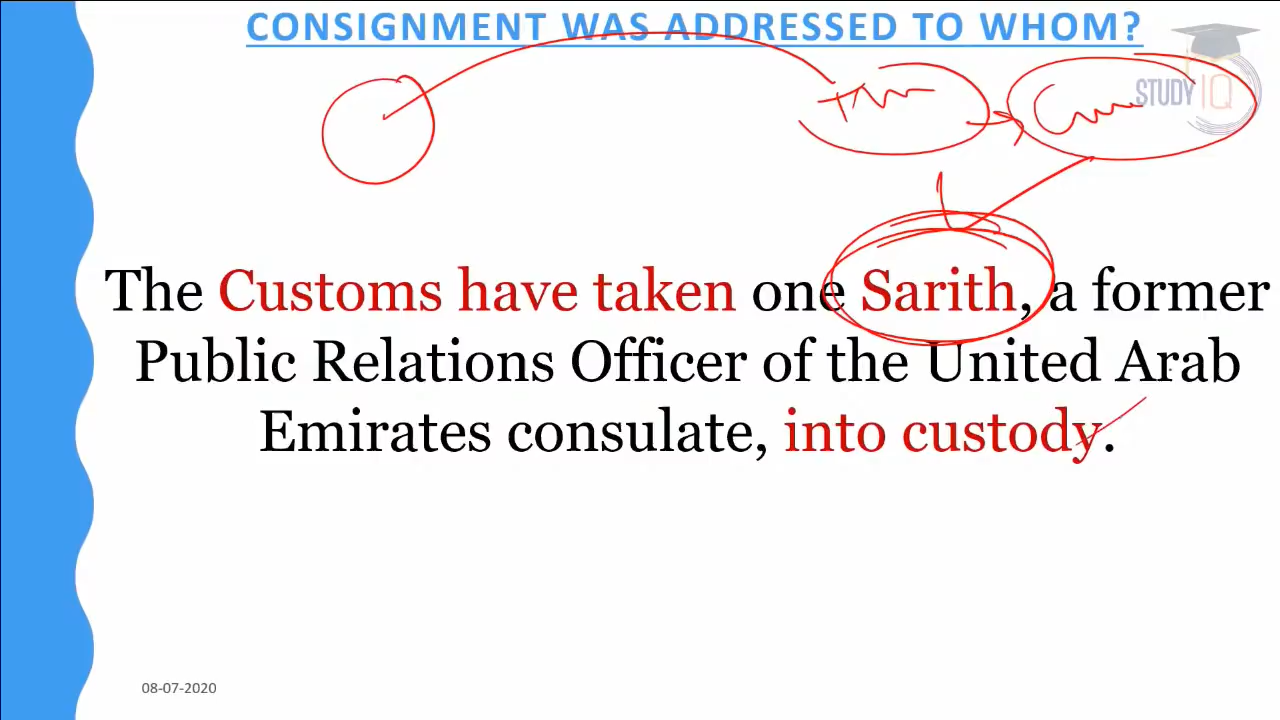 CONSIGNMENT WAS ADDRESSED TO WHOM?
STUDY IQ
The Customs have taken one Sarith, a former
Public Relations Officer of the United Arab
Emirates consulate, into custody.
08-07-2020